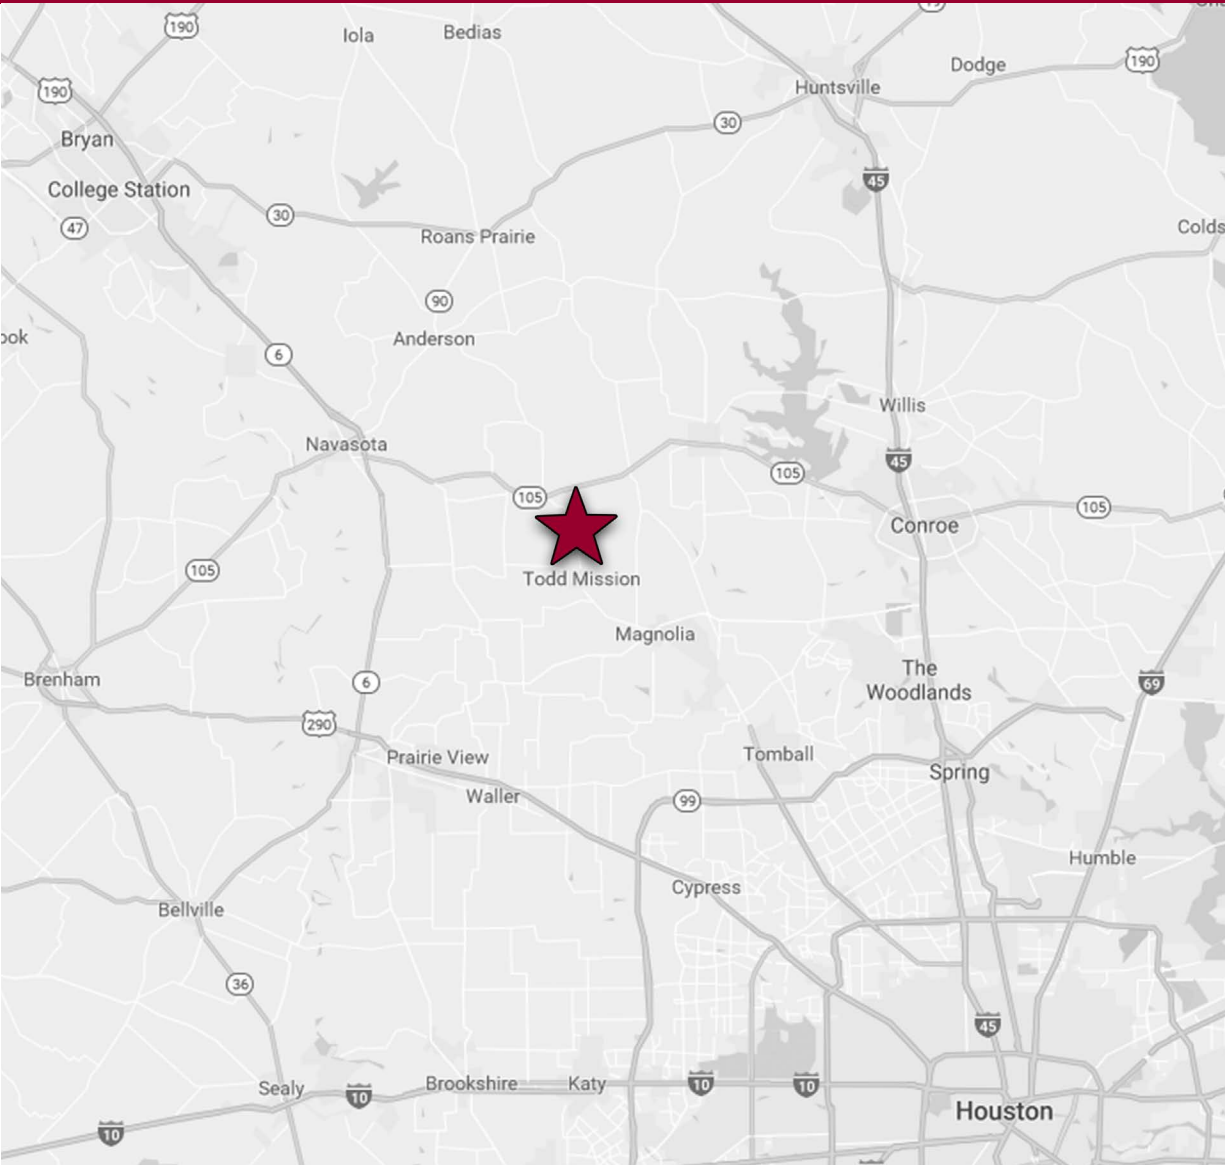 190
Iola
Bedias
190
Dodge
Huntsville
190
Bryan
30
College Station
45
30
47
Roans Prairie
Colds
90
Anderson
ook
6
Willis
Navasota
45
105
105
105
Conroe
105
Todd Mission
Magnolia
The
Woodlands
Brenham
6
69
290
Prairie View
Tomball
Spring
Waller
99
Humble
Cypress
Bellville
36
45
Sealy
Brookshire
Katy
10
10
10
Houston
10